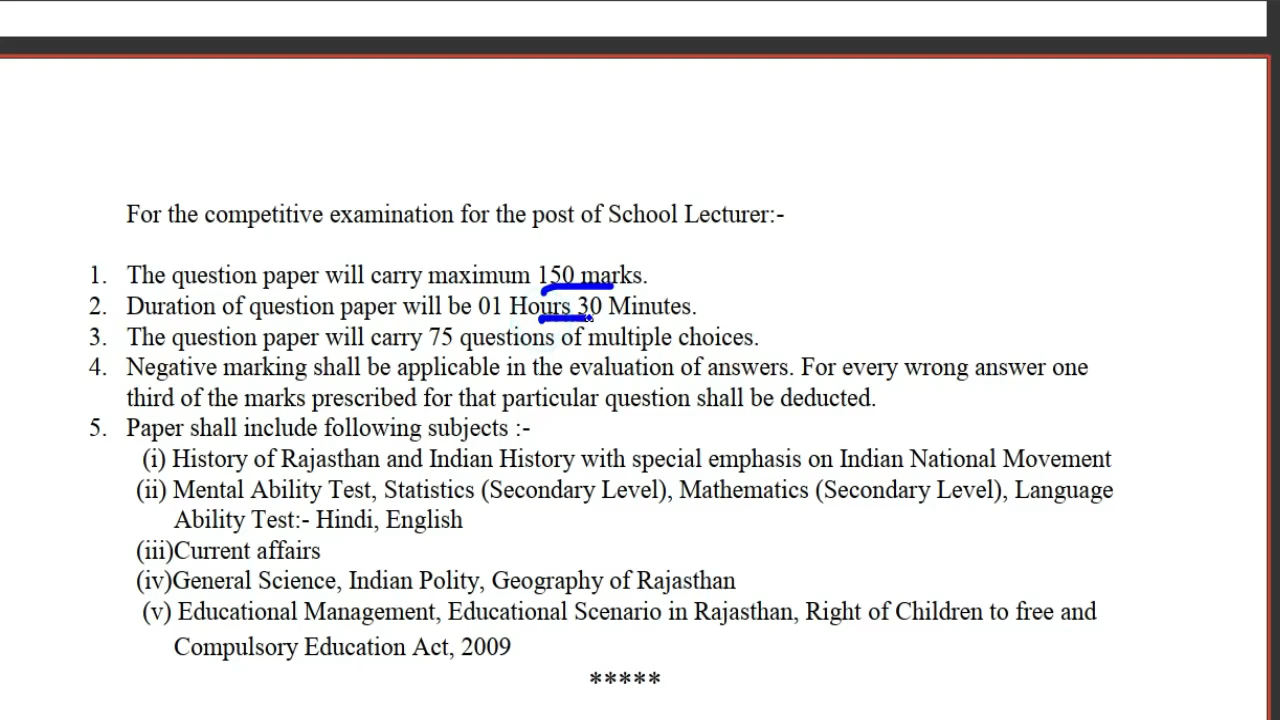 For the competitive examination for the post of School Lecturer:-
1. The question paper will carry maximum 150 marks.
2. Duration of question paper will be 01 Hours 30 Minutes.
3. The question paper will carry 75 questions of multiple choices.
4. Negative marking shall be applicable in the evaluation of answers. For every wrong answer one
third of the marks prescribed for that particular question shall be deducted.
5. Paper shall include following subjects :-
(i) History of Rajasthan and Indian History with special emphasis on Indian National Movement
(ii) Mental Ability Test, Statistics (Secondary Level), Mathematics (Secondary Level), Language
Ability Test:- Hindi, English
(iii)Current affairs
(iv)General Science, Indian Polity, Geography of Rajasthan
(v) Educational Management, Educational Scenario in Rajasthan, Right of Children to free and
Compulsory Education Act, 2009
*****